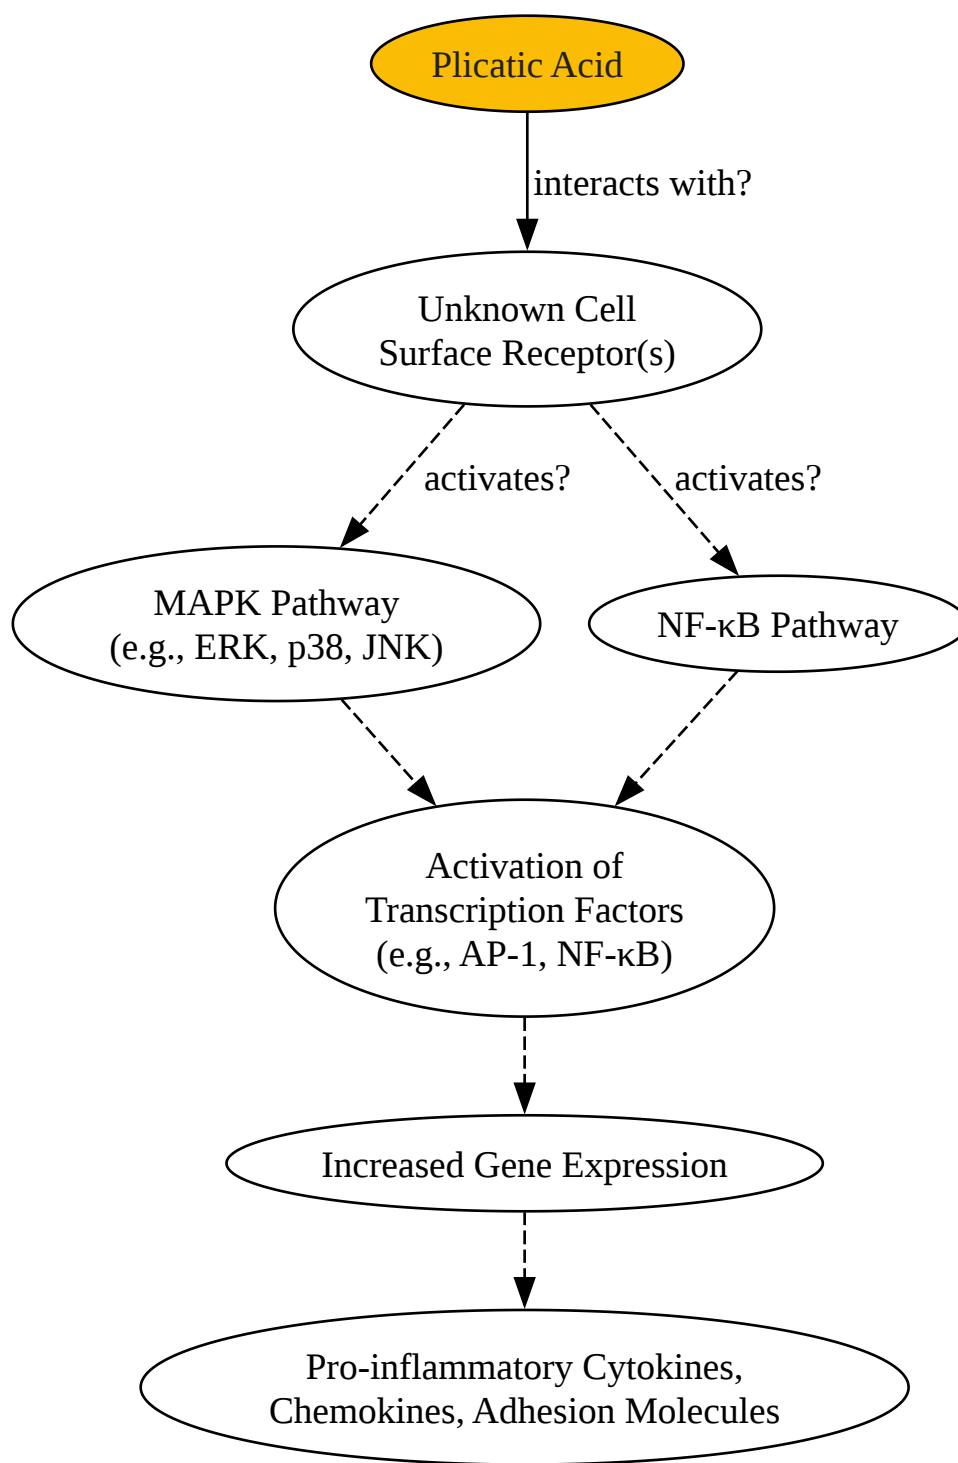 Plicatic Acid
interacts with?
Unknown Cell
Surface Receptor(s)
activates?
activates?
MAPK Pathway
(e.g., ERK, p38, JNK)
NF-κB Pathway
Activation of
Transcription Factors
(e.g., AP-1, NF-κB)
Increased Gene Expression
Pro-inflammatory Cytokines,
Chemokines, Adhesion Molecules